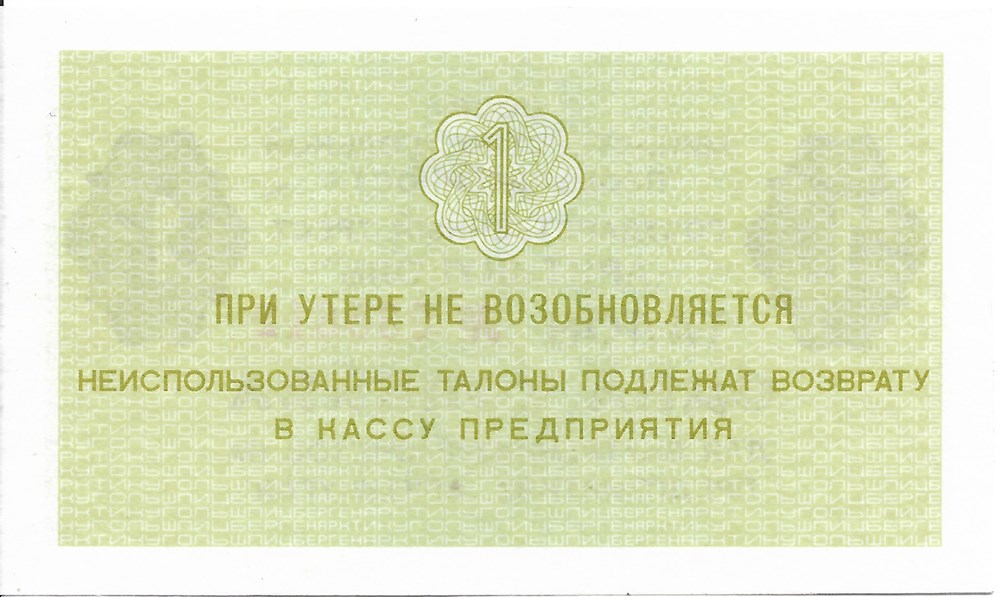 1
ПРИ УТЕРЕ НЕ ВОЗОБНОВЛЯЕТСЯ
НЕИСПОЛЬЗОВАННЫЕ ТАЛОНЫ ПОДЛЕЖАТ ВОЗВРАТУ
В КАССУ ПРЕДПРИЯТИЯ